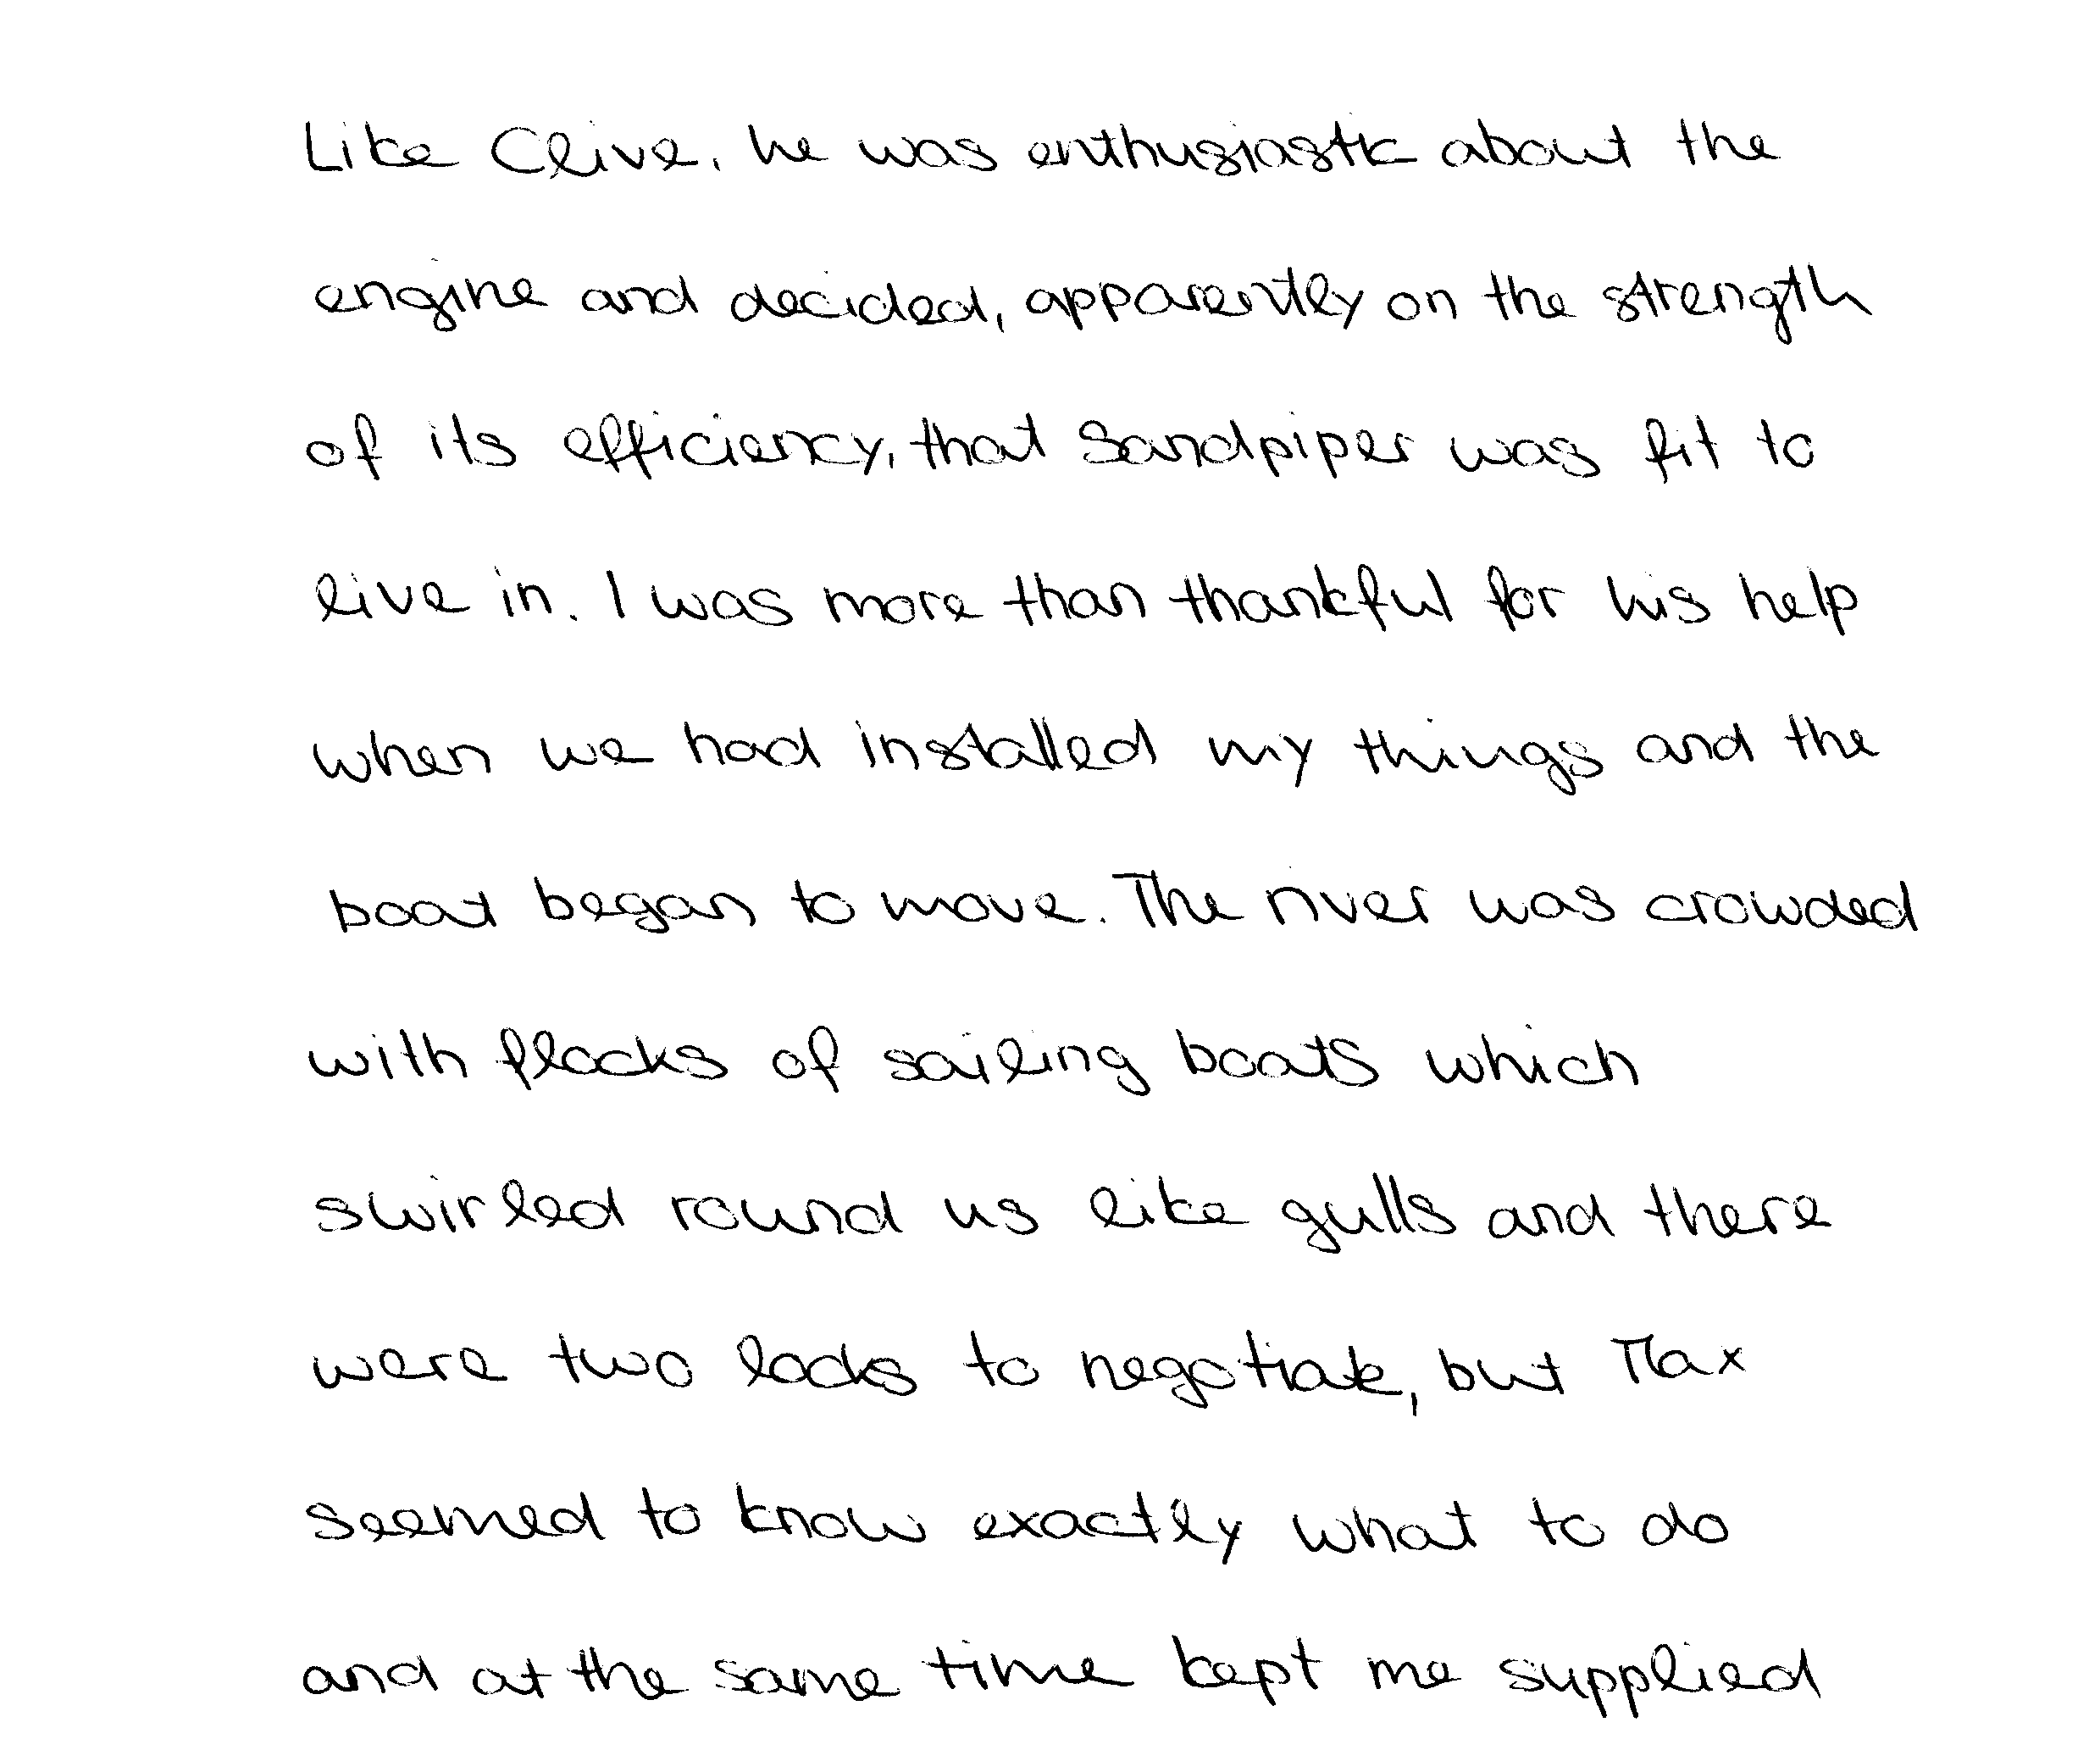 Like Clive, he was enthusiastic about the
engine and decided, apparently on the strength
of its efficiency, that Sandpiper was fit to
live in. I was more than thankful for his help
when we had installed my things and the
boat began to move. The river was crowded
with flocks of sailing boats which
swirled round us like gulls and there
were two locks to negotiate, but Max
seemed to know exactly what to do
and at the same time kept me supplied